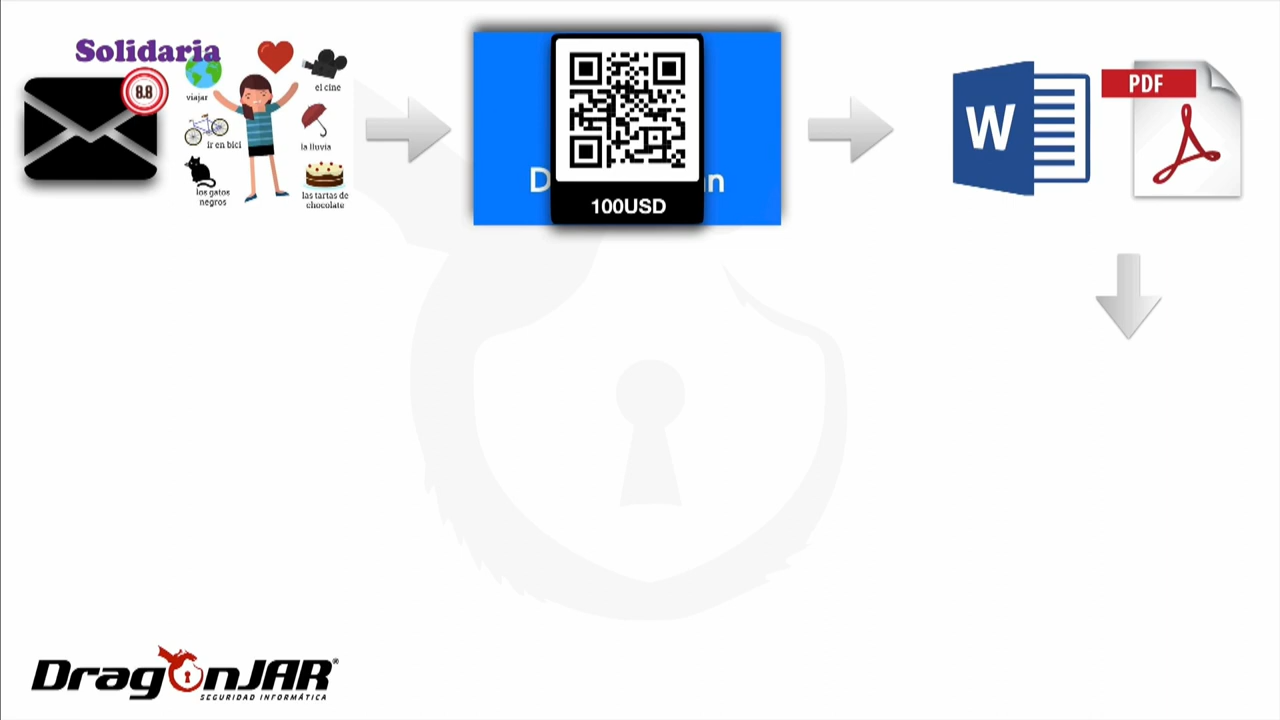 Solidaria
8.8
viajar
el cine
ir en bici
la lluvia
los gatos
negros
las tartas de
chocolate
D
n
100USD
W
PDF
DragonJAR®
SEGURIDAD INFORMÁTICA